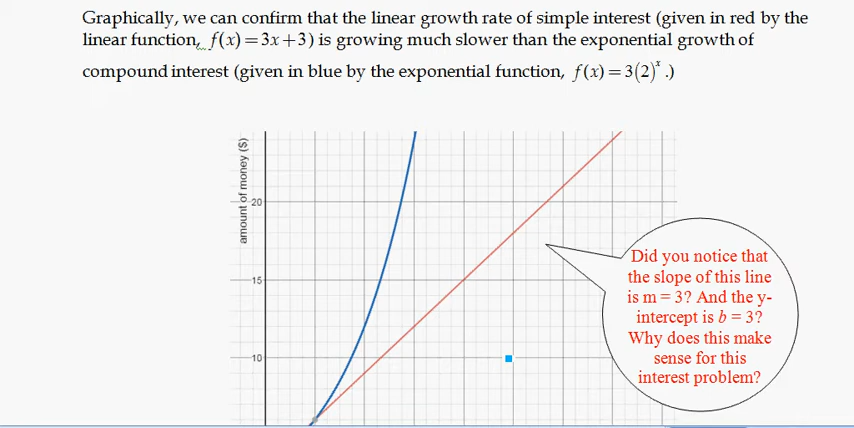 Graphically, we can confirm that the linear growth rate of simple interest (given in red by the
linear function, f(x)=3x+3) is growing much slower than the exponential growth of
compound interest (given in blue by the exponential function, f(x)=3(2)^x.)
amount of money ($)
20
15
10
Did you notice that
the slope of this line
is m = 3? And the y-
intercept is b = 3?
Why does this make
sense for this
interest problem?